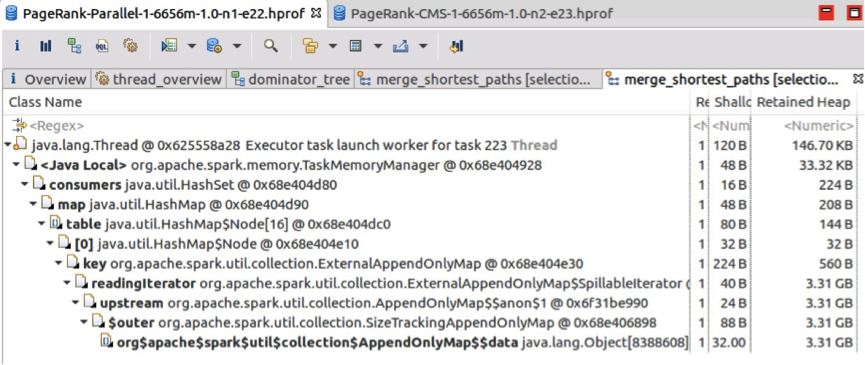 PageRank-Parallel-1-6656m-1.0-n1-e22.hprof PageRank-CMS-1-6656m-1.0-n2-e23.hprof
i OQL
i Overview thread_overview dominator_tree merge_shortest_paths [selectio... merge_shortest_paths [selectio...
Class Name Re Shallo Retained Heap
<Regex> <N <Num <Numeric>
java.lang.Thread @ 0x625558a28 Executor task launch worker for task 223 Thread 1 120 B 146.70 KB
<Java Local> org.apache.spark.memory.TaskMemoryManager @ 0x68e404928 1 48 B 33.32 KB
consumers java.util.HashSet @ 0x68e404d80 1 16 B 224 B
map java.util.HashMap @ 0x68e404d90 1 48 B 208 B
table java.util.HashMap$Node[16] @ 0x68e404dc0 1 80 B 144 B
[0] java.util.HashMap$Node @ 0x68e404e10 1 32 B 32 B
key org.apache.spark.util.collection.ExternalAppendOnlyMap @ 0x68e404e30 1 224 B 560 B
readingIterator org.apache.spark.util.collection.ExternalAppendOnlyMap$SpillableIterator 1 40 B 3.31 GB
upstream org.apache.spark.util.collection.AppendOnlyMap$$anon$1 @ 0x6f31be990 1 24 B 3.31 GB
$outer org.apache.spark.util.collection.SizeTrackingAppendOnlyMap @ 0x68e406898 1 88 B 3.31 GB
org$apache$spark$util$collection$AppendOnlyMap$$data java.lang.Object[8388608] 1 32.00 3.31 GB